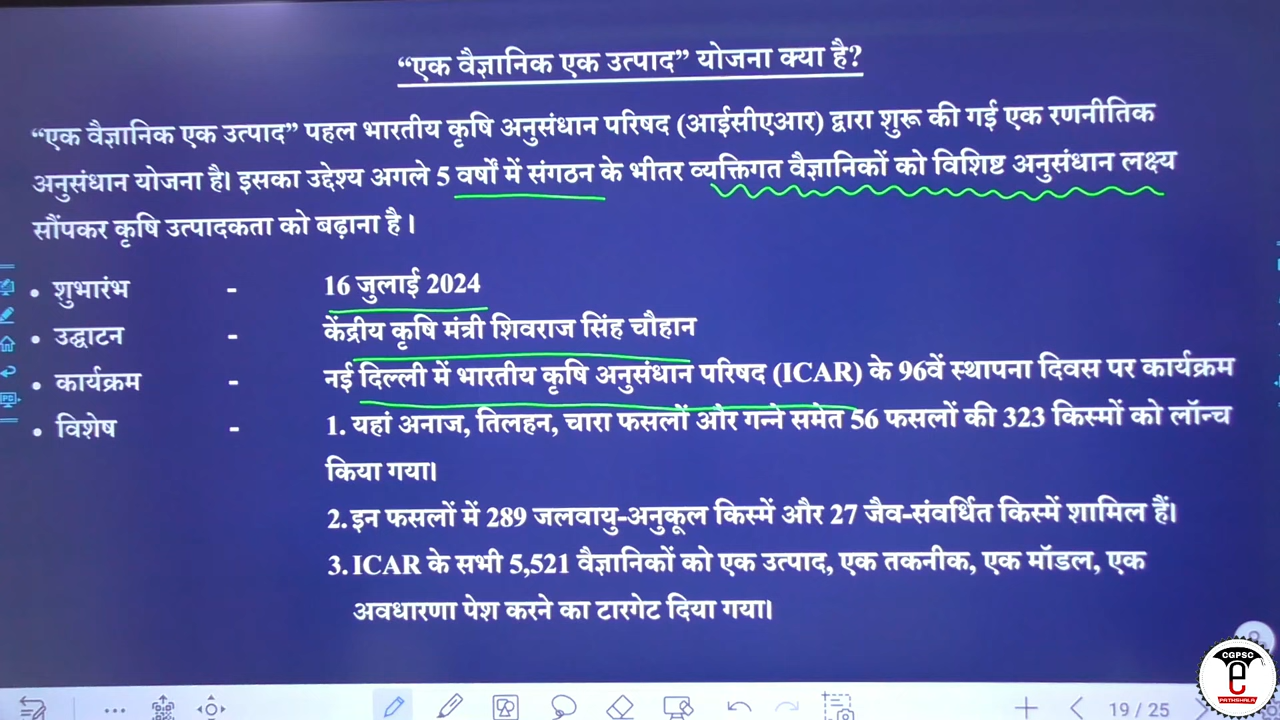 “एक वैज्ञानिक एक उत्पाद” योजना क्या है?
“एक वैज्ञानिक एक उत्पाद” पहल भारतीय कृषि अनुसंधान परिषद (आईसीएआर) द्वारा शुरू की गई एक रणनीतिक
अनुसंधान योजना है। इसका उद्देश्य अगले 5 वर्षों में संगठन के भीतर व्यक्तिगत वैज्ञानिकों को विशिष्ट अनुसंधान लक्ष्य
सौंपकर कृषि उत्पादकता को बढ़ाना है ।
• शुभारंभ - 16 जुलाई 2024
• उद्घाटन - केंद्रीय कृषि मंत्री शिवराज सिंह चौहान
• कार्यक्रम - नई दिल्ली में भारतीय कृषि अनुसंधान परिषद (ICAR) के 96वें स्थापना दिवस पर कार्यक्रम
• विशेष - 1. यहां अनाज, तिलहन, चारा फसलों और गन्ने समेत 56 फसलों की 323 किस्मों को लॉन्च
किया गया।
2. इन फसलों में 289 जलवायु-अनुकूल किस्में और 27 जैव-संवर्धित किस्में शामिल हैं।
3. ICAR के सभी 5,521 वैज्ञानिकों को एक उत्पाद, एक तकनीक, एक मॉडल, एक
अवधारणा पेश करने का टारगेट दिया गया।
CGPSC
e
PATHSHALA
19 / 25